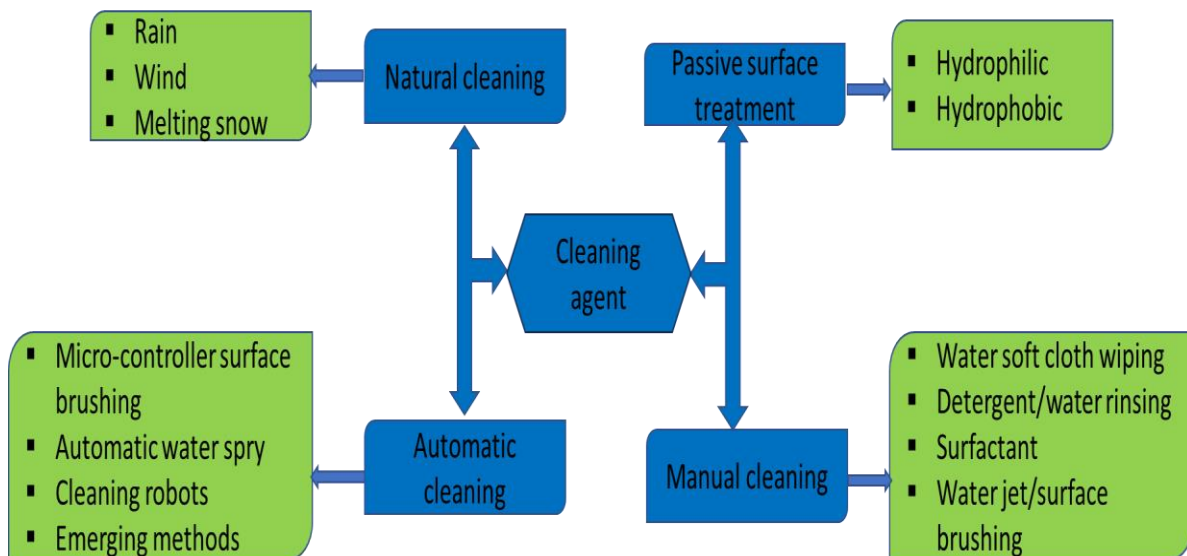 ▪ Rain
▪ Wind
▪ Melting snow
Natural cleaning
Passive surface
treatment
▪ Hydrophilic
▪ Hydrophobic
Cleaning
agent
▪ Micro-controller surface
brushing
▪ Automatic water spry
▪ Cleaning robots
▪ Emerging methods
Automatic
cleaning
Manual cleaning
▪ Water soft cloth wiping
▪ Detergent/water rinsing
▪ Surfactant
▪ Water jet/surface
brushing